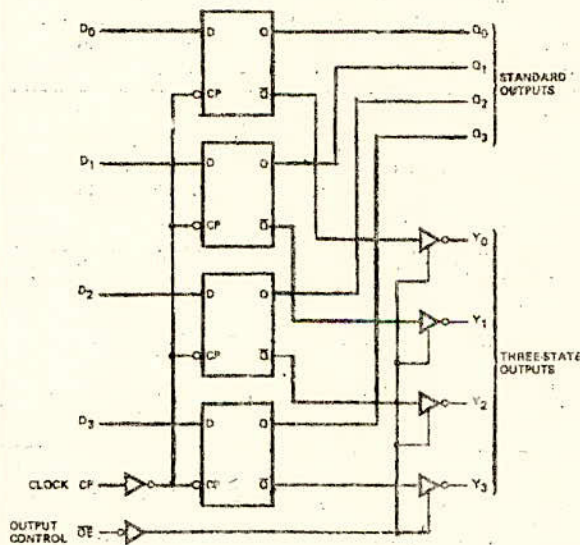 D0 D Q Q0
Q1
STANDARD
OUTPUTS
CP Q̅ Q2
Q3
D1 D Q
CP Q̅
Y0
D2 D Q
Y1
CP Q̅
THREE-STATE
OUTPUTS
Y2
D3 D Q
CLOCK CP CP Q̅ Y3
OUTPUT
CONTROL O̅E̅